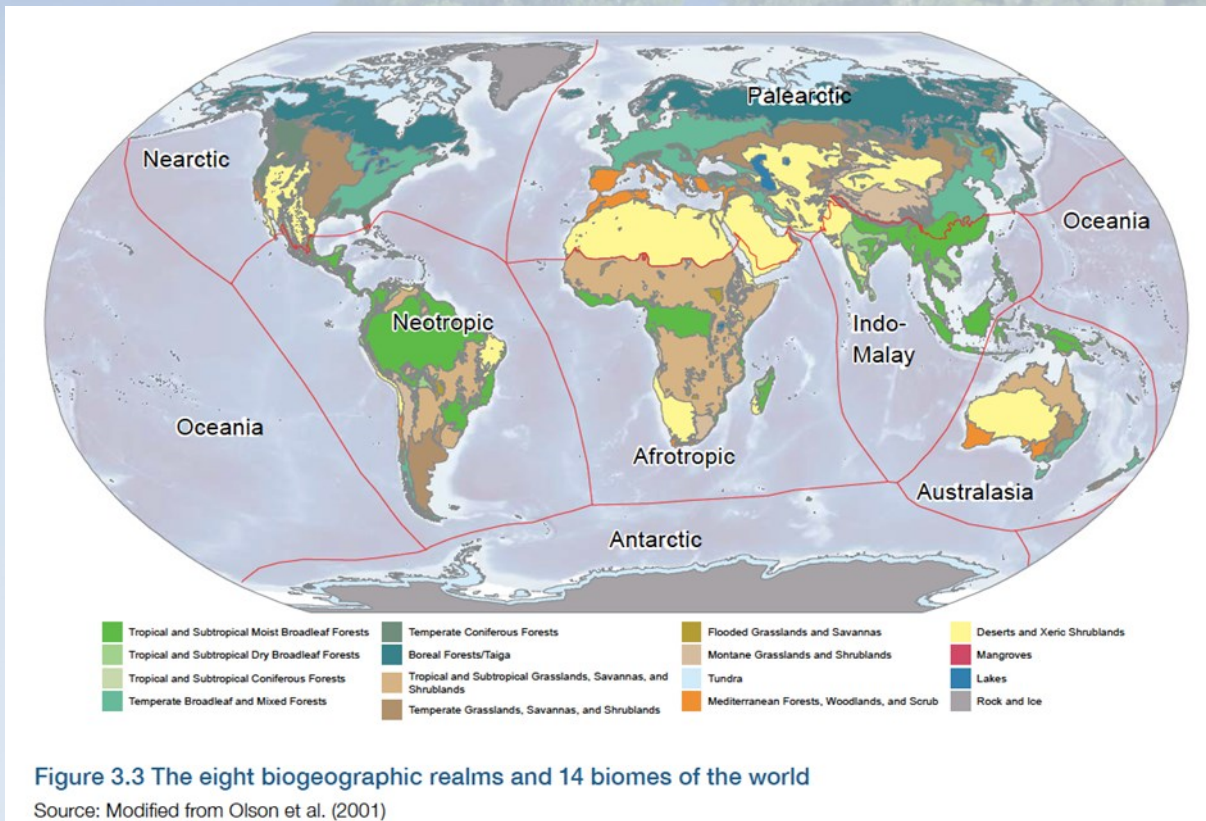 Palearctic
Nearctic
Oceania
Neotropic
Indo-
Malay
Oceania
Afrotropic
Australasia
Antarctic
Tropical and Subtropical Moist Broadleaf Forests
Tropical and Subtropical Dry Broadleaf Forests
Tropical and Subtropical Coniferous Forests
Temperate Broadleaf and Mixed Forests
Temperate Coniferous Forests
Boreal Forests/Taiga
Tropical and Subtropical Grasslands, Savannas, and
Shrublands
Temperate Grasslands, Savannas, and Shrublands
Flooded Grasslands and Savannas
Montane Grasslands and Shrublands
Tundra
Mediterranean Forests, Woodlands, and Scrub
Deserts and Xeric Shrublands
Mangroves
Lakes
Rock and Ice
Figure 3.3 The eight biogeographic realms and 14 biomes of the world
Source: Modified from Olson et al. (2001)